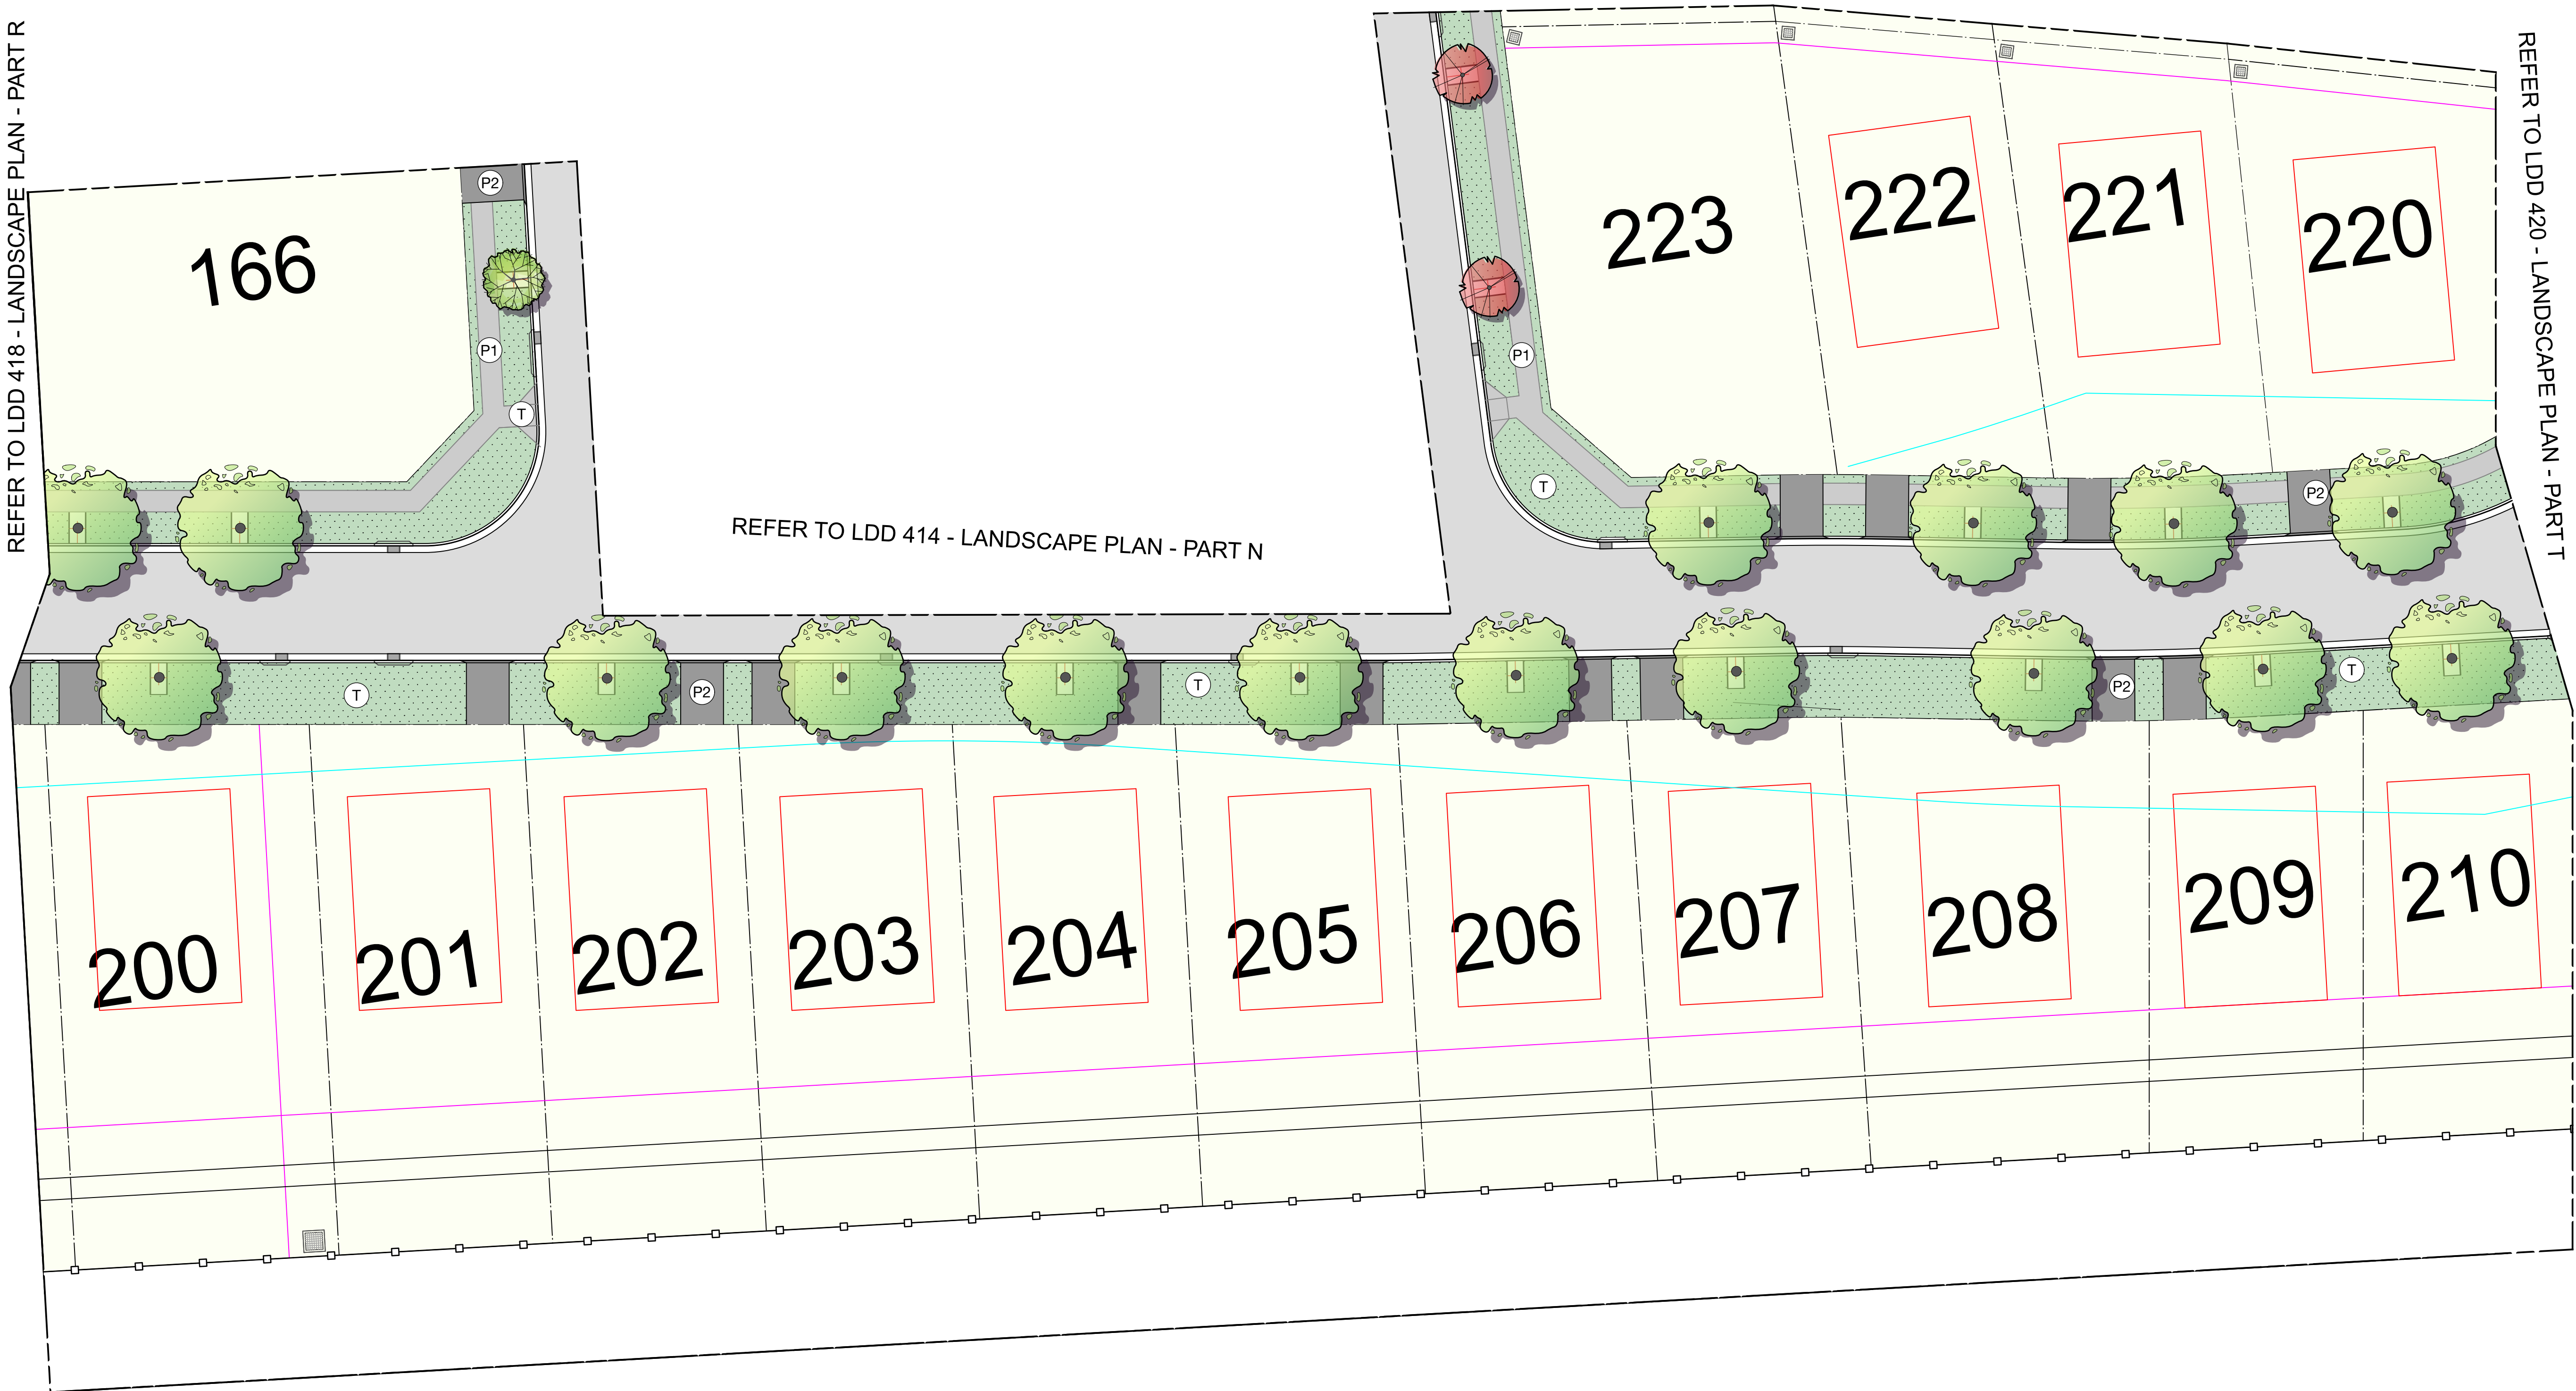 REFER TO LDD 418 - LANDSCAPE PLAN - PART R
REFER TO LDD 420 - LANDSCAPE PLAN - PART T
P2
166
P1
T
223
222
221
220
P1
T
P2
REFER TO LDD 414 - LANDSCAPE PLAN - PART N
T
P2
T
P2
T
200
201
202
203
204
205
206
207
208
209
210